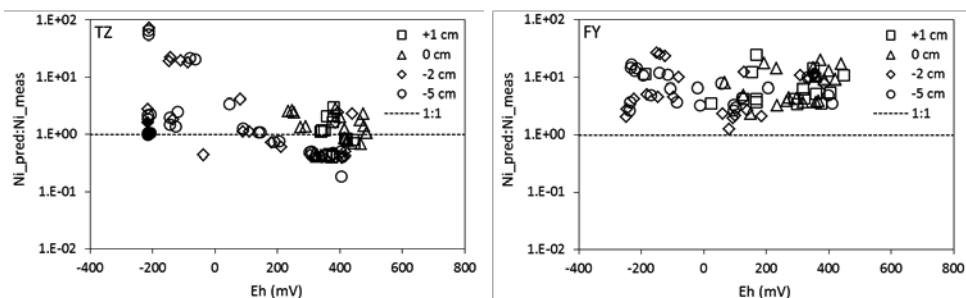 TZ
Ni_pred:Ni_meas
1.E+02
1.E+01
1.E+00
1.E-01
1.E-02
-400 -200 0 200 400 600 800
Eh (mV)
+1 cm
0 cm
-2 cm
-5 cm
1:1
FY
Ni_pred:Ni_meas
1.E+02
1.E+01
1.E+00
1.E-01
1.E-02
-400 -200 0 200 400 600 800
Eh (mV)
+1 cm
0 cm
-2 cm
-5 cm
1:1